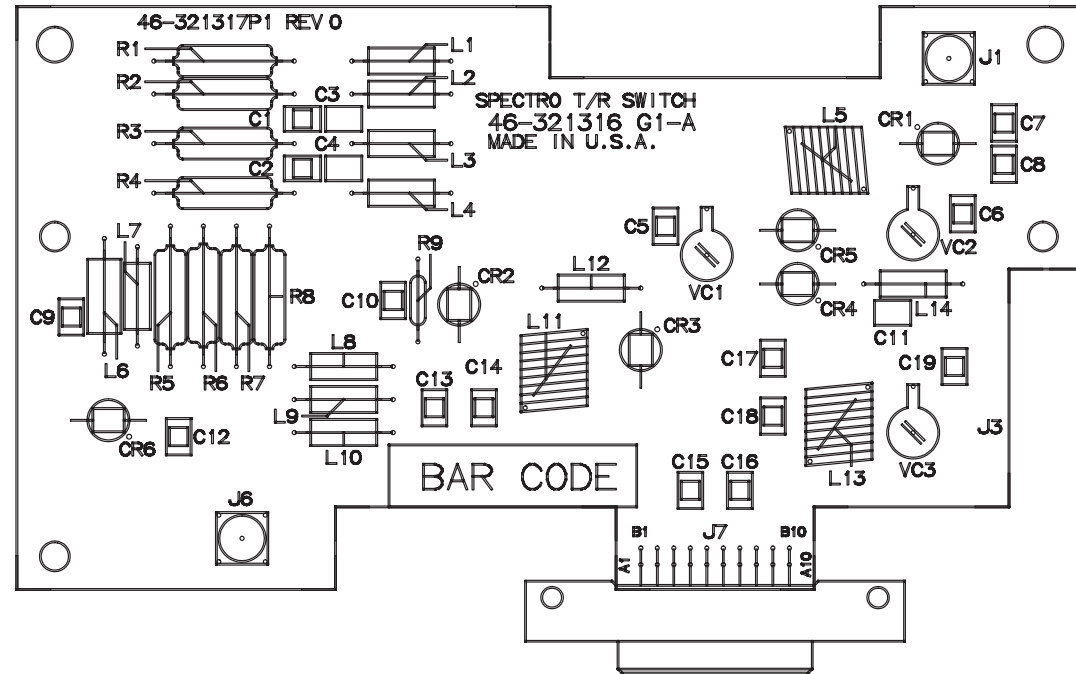 46-321317P1 REV 0
R1
L1
J1
R2
L2
C1
C3
SPECTRO T/R SWITCH
46-321316 G1-A
MADE IN U.S.A.
L5
CR1
C7
R3
L3
C2
C4
C8
R4
L4
C5
C6
L7
R9
CR2
L12
VC1
CR5
VC2
C9
R8
C10
CR4
L14
C11
L11
CR3
L6
R5
R6
R7
L8
C13
C14
C17
C19
L9
C18
J3
CR6
C12
L10
BAR CODE
C15
C16
L13
VC3
J6
B1
J7
B10
A1
A10